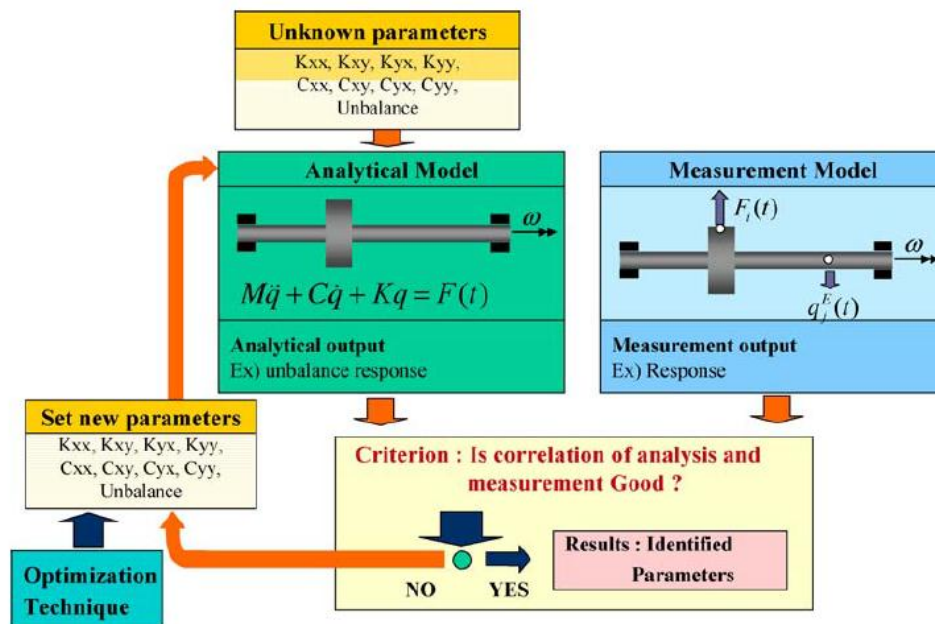 Unknown parameters
Kxx, Kxy, Kyx, Kyy,
Cxx, Cxy, Cyx, Cyy,
Unbalance
Analytical Model
ω
Mq̈ + Cq̇ + Kq = F(t)
Analytical output
Ex) unbalance response
Measurement Model
F_i(t)
ω
q_j^E(t)
Measurement output
Ex) Response
Set new parameters
Kxx, Kxy, Kyx, Kyy,
Cxx, Cxy, Cyx, Cyy,
Unbalance
Optimization
Technique
Criterion : Is correlation of analysis and
measurement Good ?
NO
YES
Results : Identified
Parameters